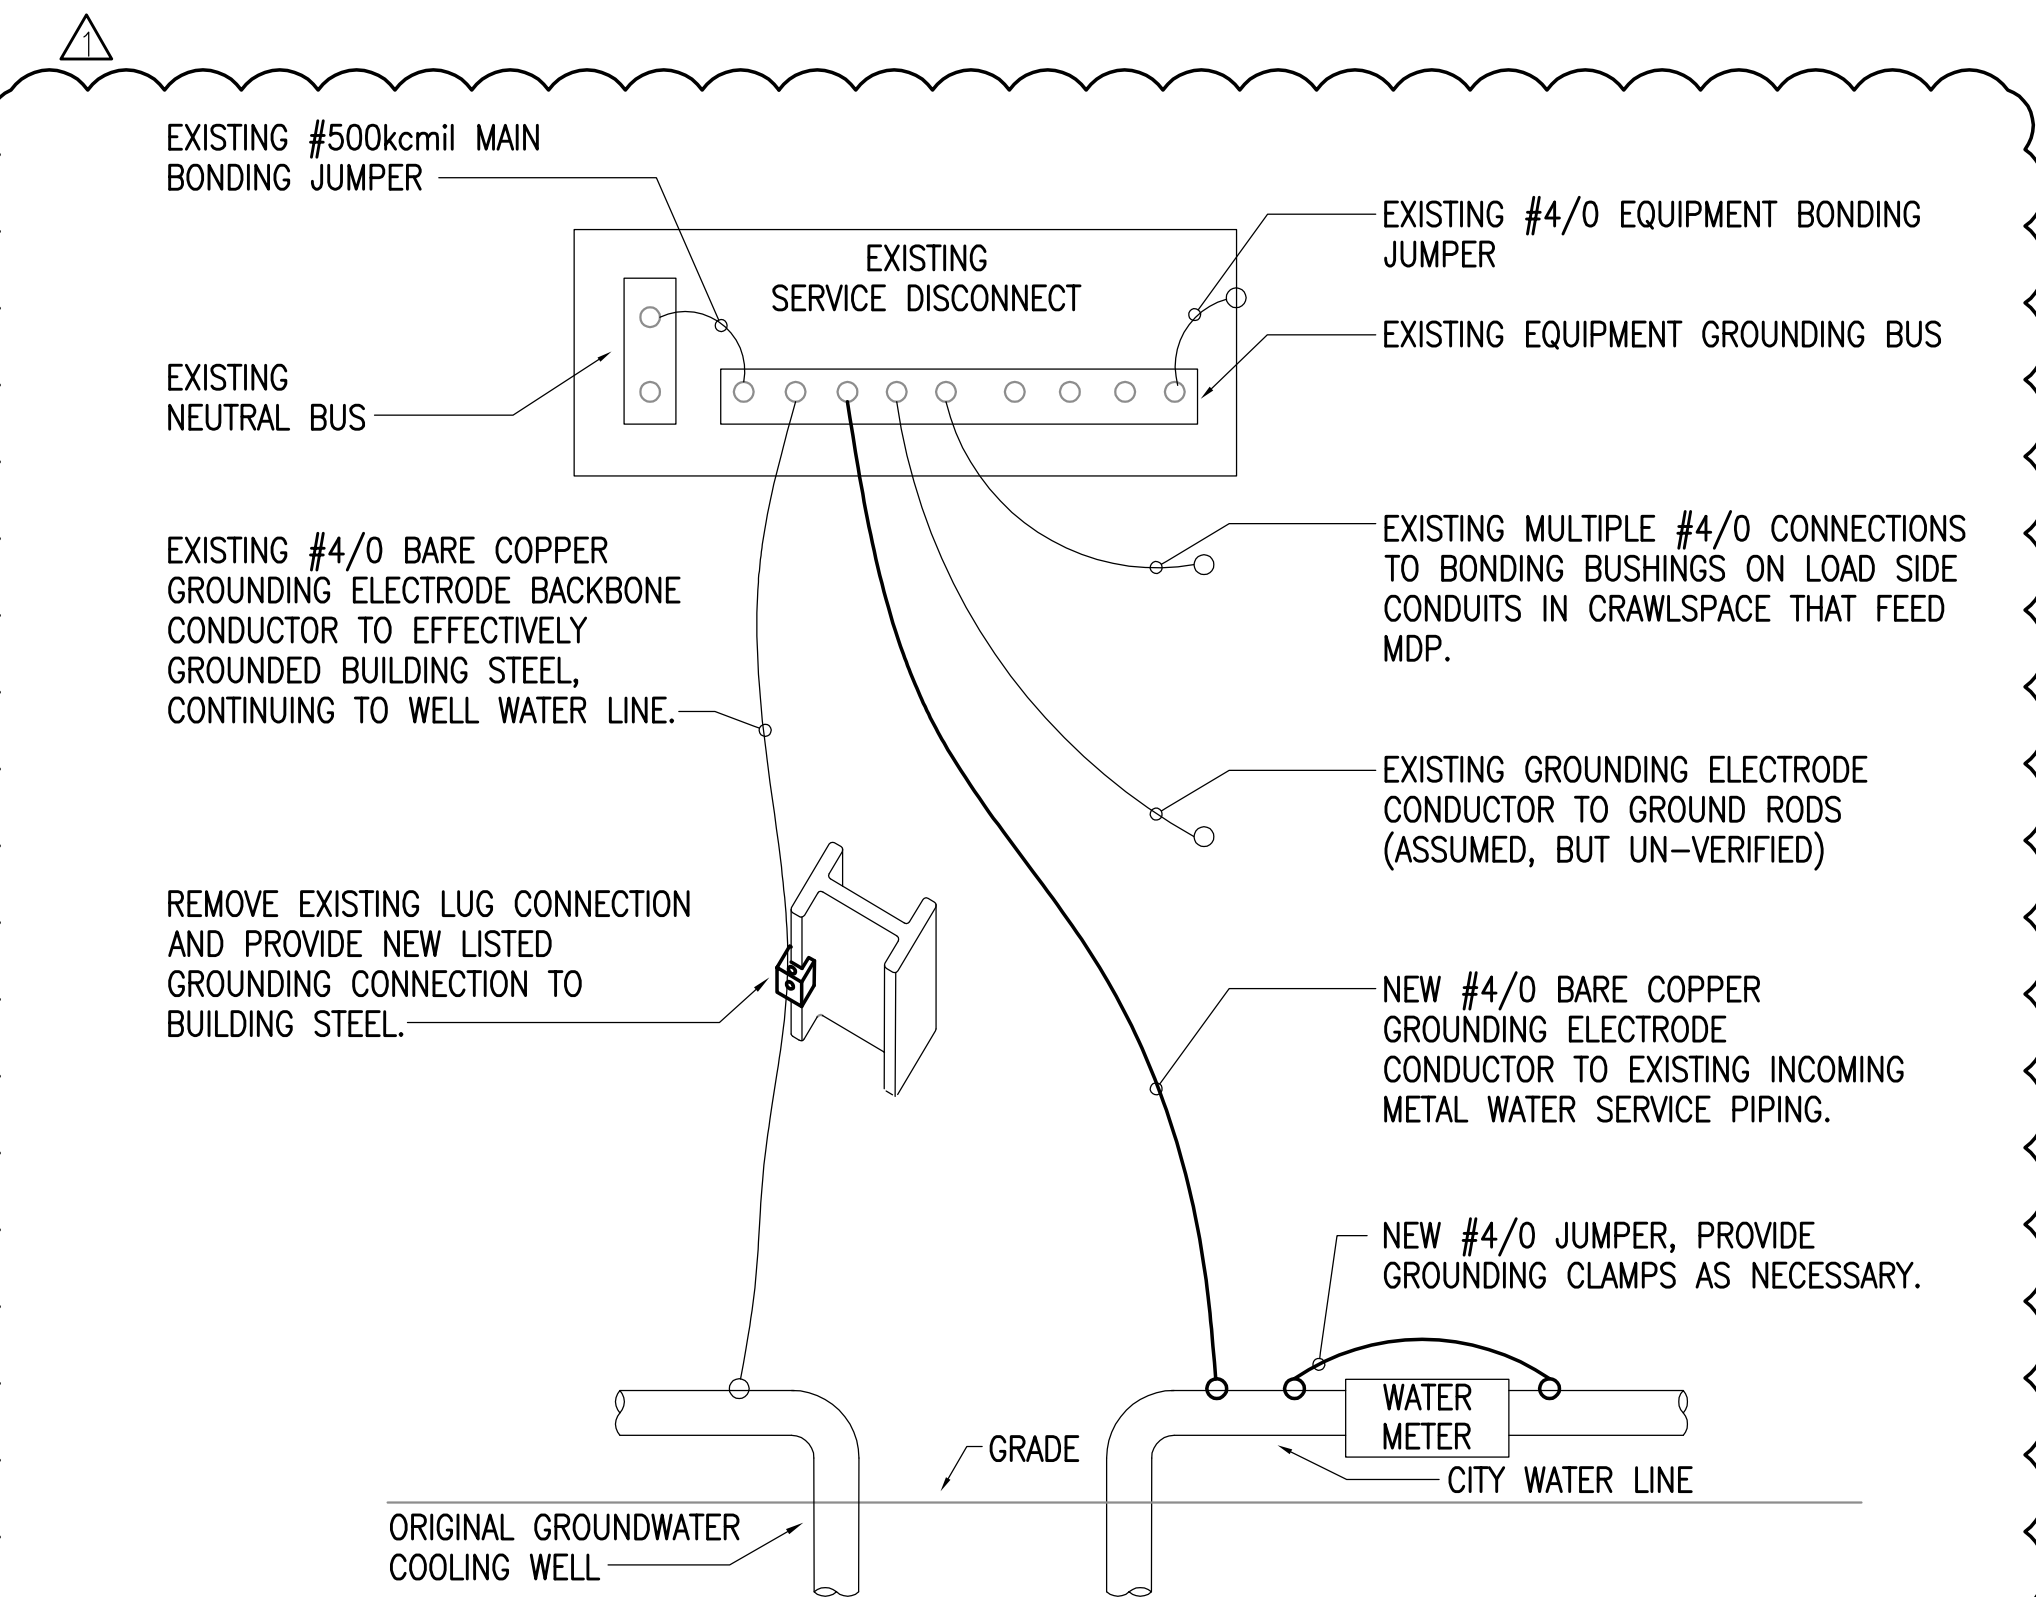 1
EXISTING #500kcmil MAIN
BONDING JUMPER
EXISTING
SERVICE DISCONNECT
EXISTING #4/0 EQUIPMENT BONDING
JUMPER
EXISTING EQUIPMENT GROUNDING BUS
EXISTING
NEUTRAL BUS
EXISTING #4/0 BARE COPPER
GROUNDING ELECTRODE BACKBONE
CONDUCTOR TO EFFECTIVELY
GROUNDED BUILDING STEEL,
CONTINUING TO WELL WATER LINE.
EXISTING MULTIPLE #4/0 CONNECTIONS
TO BONDING BUSHINGS ON LOAD SIDE
CONDUITS IN CRAWLSPACE THAT FEED
MDP.
EXISTING GROUNDING ELECTRODE
CONDUCTOR TO GROUND RODS
(ASSUMED, BUT UN-VERIFIED)
REMOVE EXISTING LUG CONNECTION
AND PROVIDE NEW LISTED
GROUNDING CONNECTION TO
BUILDING STEEL.
NEW #4/0 BARE COPPER
GROUNDING ELECTRODE
CONDUCTOR TO EXISTING INCOMING
METAL WATER SERVICE PIPING.
NEW #4/0 JUMPER, PROVIDE
GROUNDING CLAMPS AS NECESSARY.
WATER
METER
GRADE
CITY WATER LINE
ORIGINAL GROUNDWATER
COOLING WELL